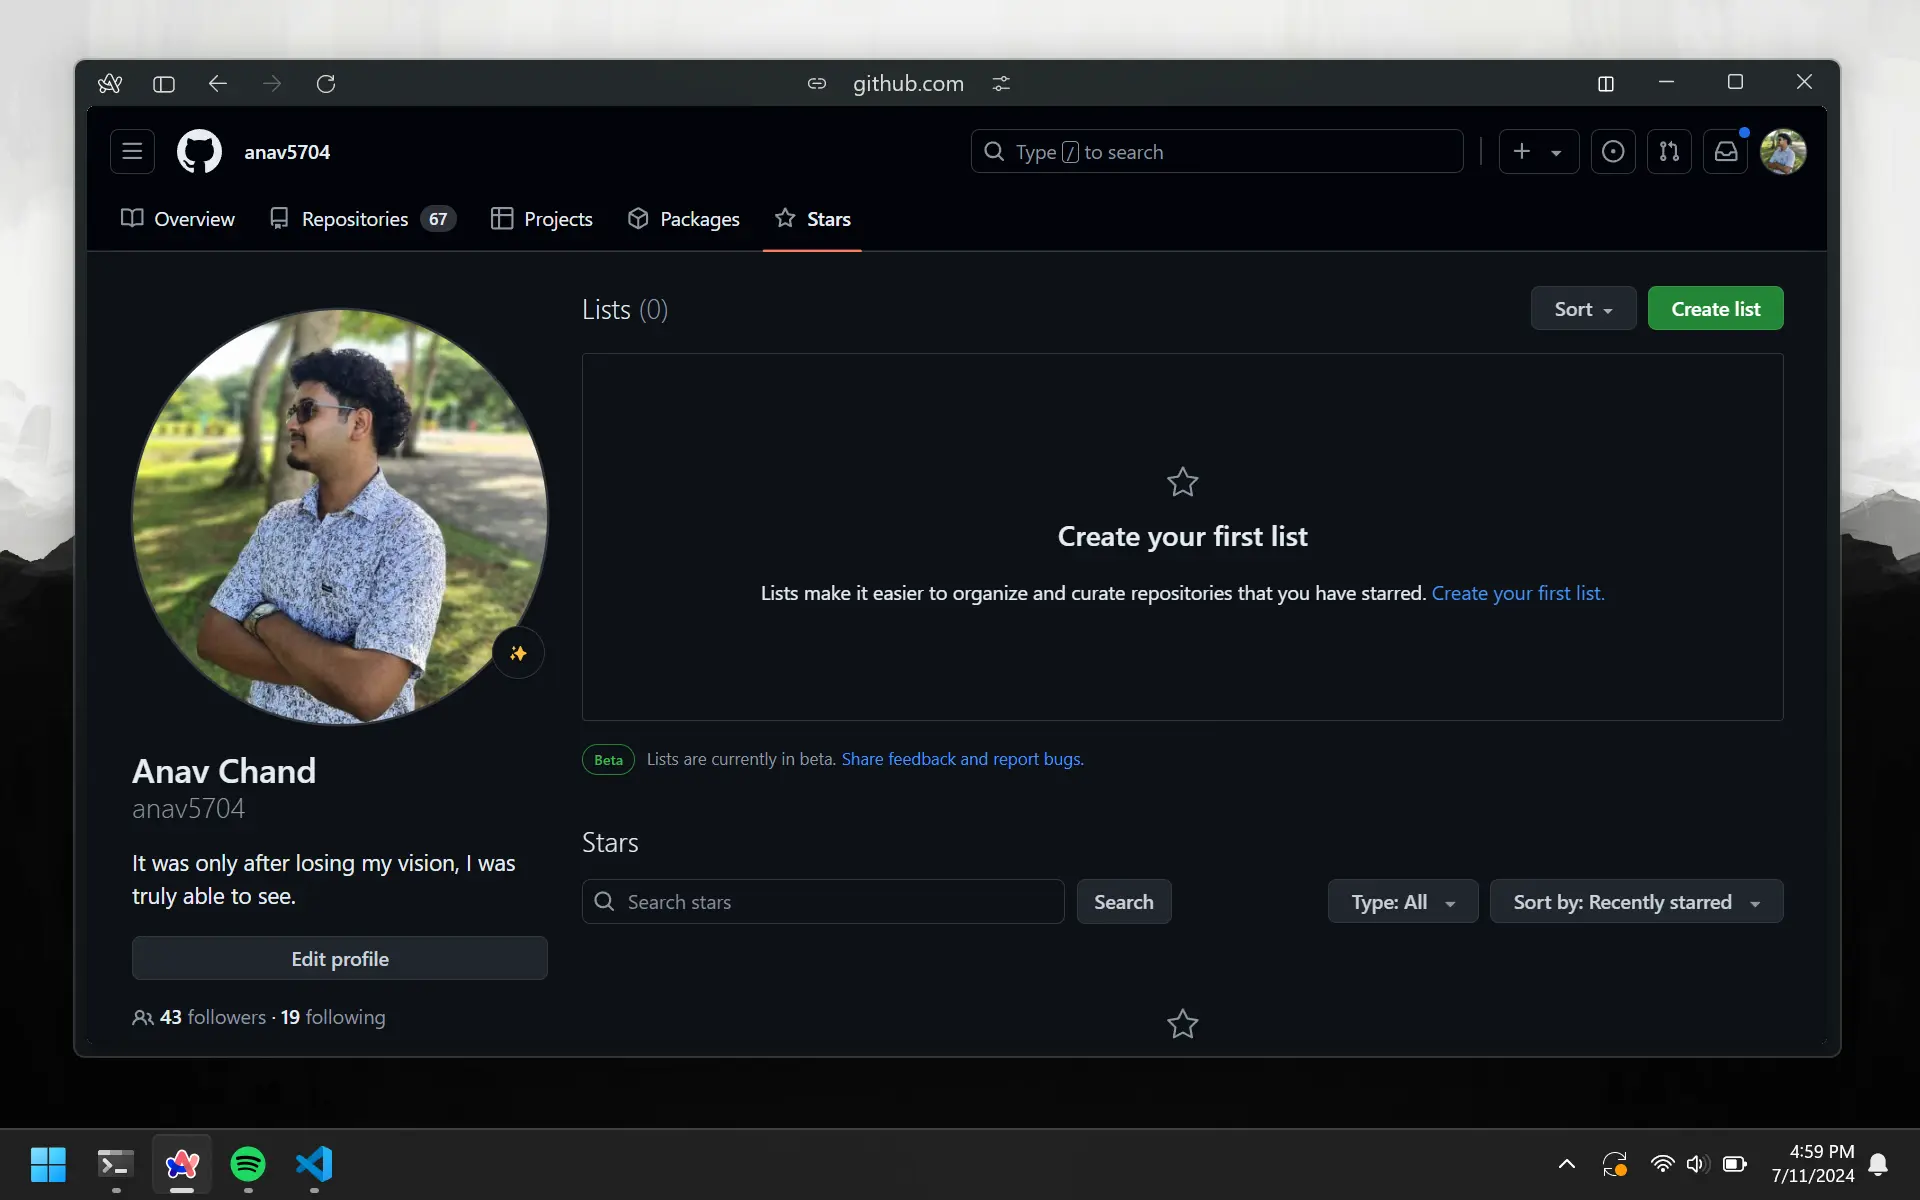 github.com
anav5704
Type / to search
Overview
Repositories 67
Projects
Packages
Stars
Lists (0)
Sort
Create list
Create your first list
Lists make it easier to organize and curate repositories that you have starred. Create your first list.
Beta
Lists are currently in beta. Share feedback and report bugs.
Anav Chand
anav5704
It was only after losing my vision, I was
truly able to see.
Edit profile
43 followers · 19 following
Stars
Search stars
Search
Type: All
Sort by: Recently starred
4:59 PM
7/11/2024